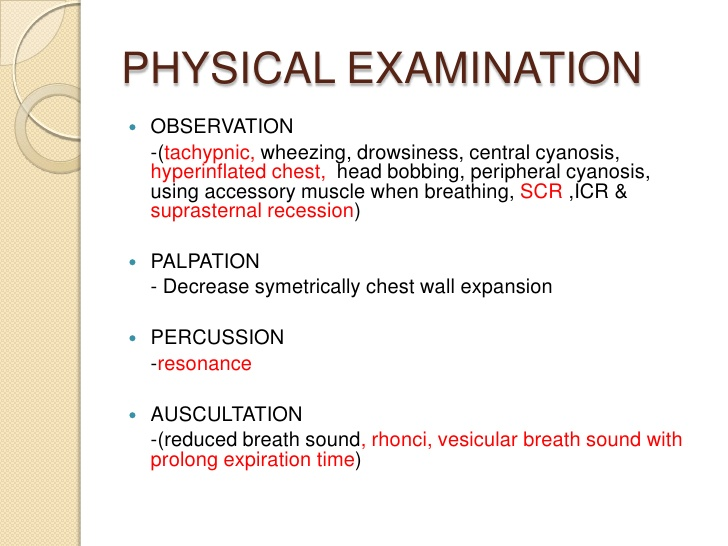 PHYSICAL EXAMINATION
• OBSERVATION
-(tachypnic, wheezing, drowsiness, central cyanosis,
hyperinflated chest, head bobbing, peripheral cyanosis,
using accessory muscle when breathing, SCR ,ICR &
suprasternal recession)
• PALPATION
- Decrease symetrically chest wall expansion
• PERCUSSION
-resonance
• AUSCULTATION
-(reduced breath sound, rhonci, vesicular breath sound with
prolong expiration time)